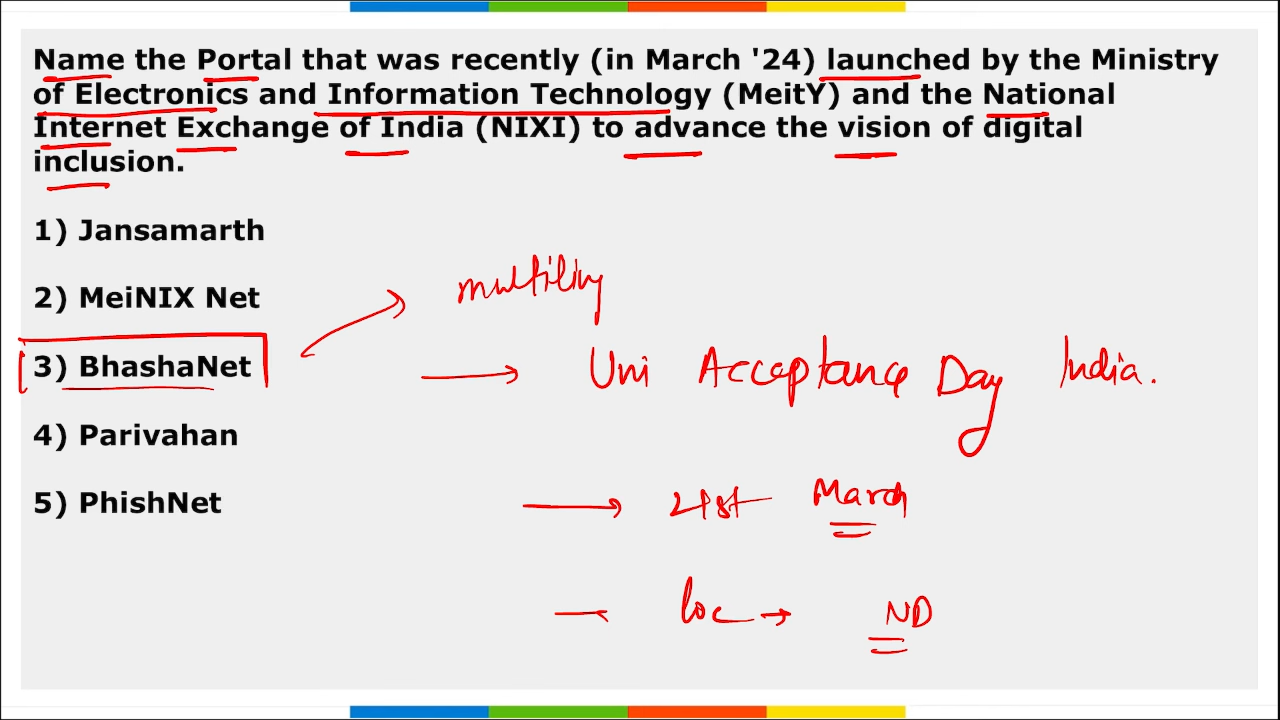 Name the Portal that was recently (in March '24) launched by the Ministry
of Electronics and Information Technology (MeitY) and the National
Internet Exchange of India (NIXI) to advance the vision of digital
inclusion.
1) Jansamarth
2) MeiNIX Net
multiling
3) BhashaNet
Uni Acceptance Day India.
4) Parivahan
5) PhishNet
21st March
loc → ND